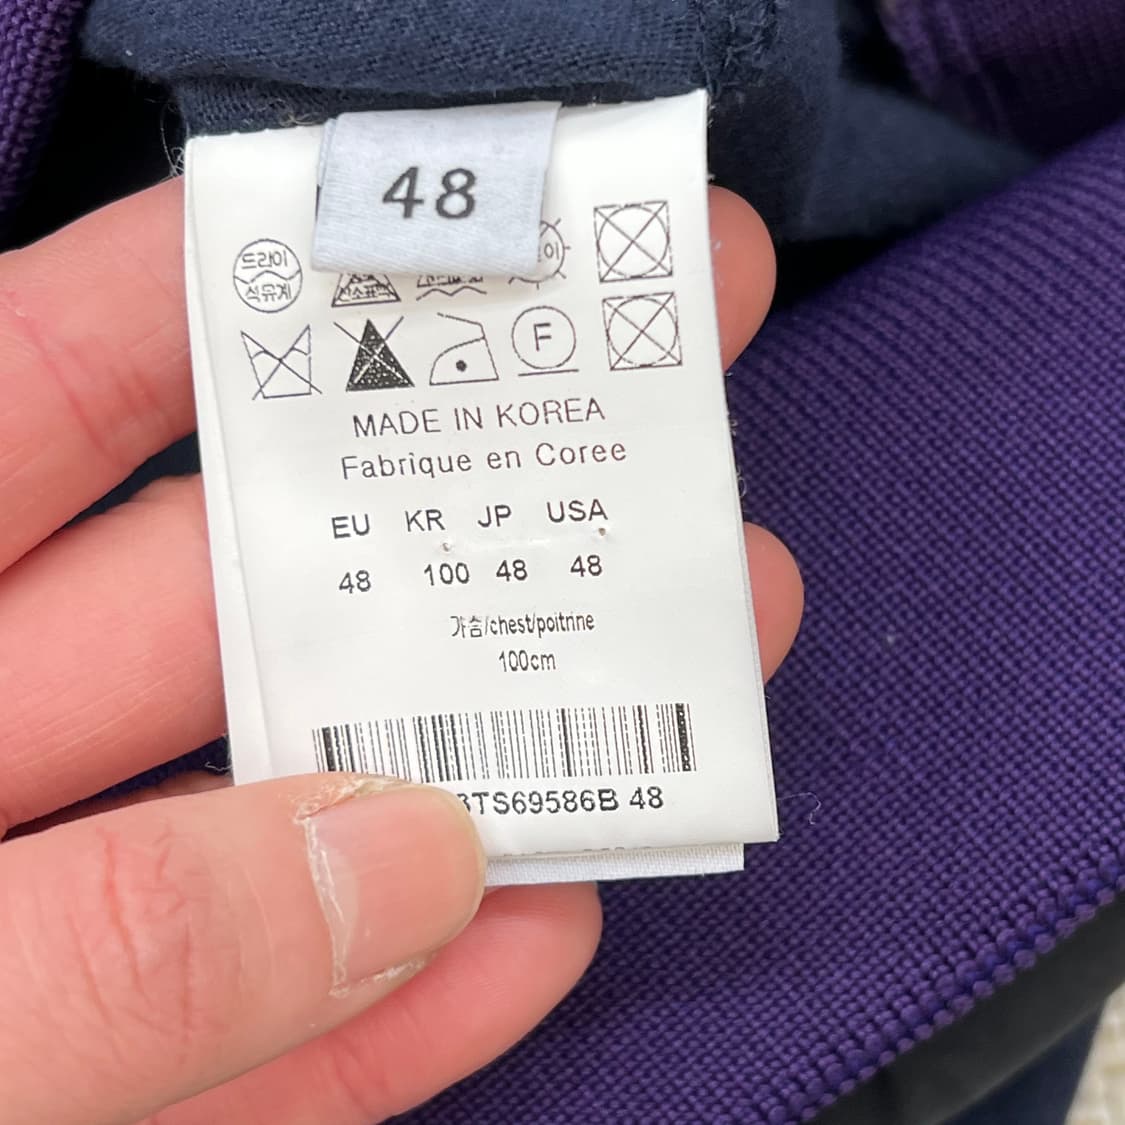 48
드라이
석유계
F
MADE IN KOREA
Fabrique en Coree
EU KR JP USA
48 100 48 48
가슴/chest/poitrine
100cm
TS69586B 48